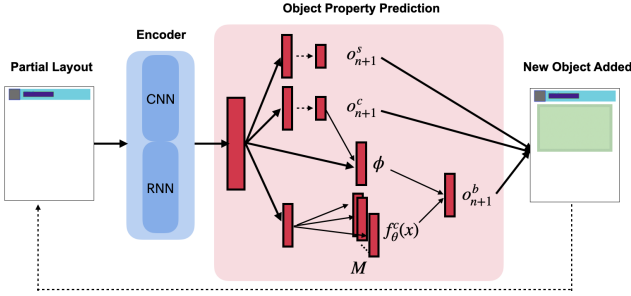 Object Property Prediction
Encoder
Partial Layout
New Object Added
CNN
RNN
o^s_{n+1}
o^c_{n+1}
ϕ
o^b_{n+1}
f^c_θ(x)
M